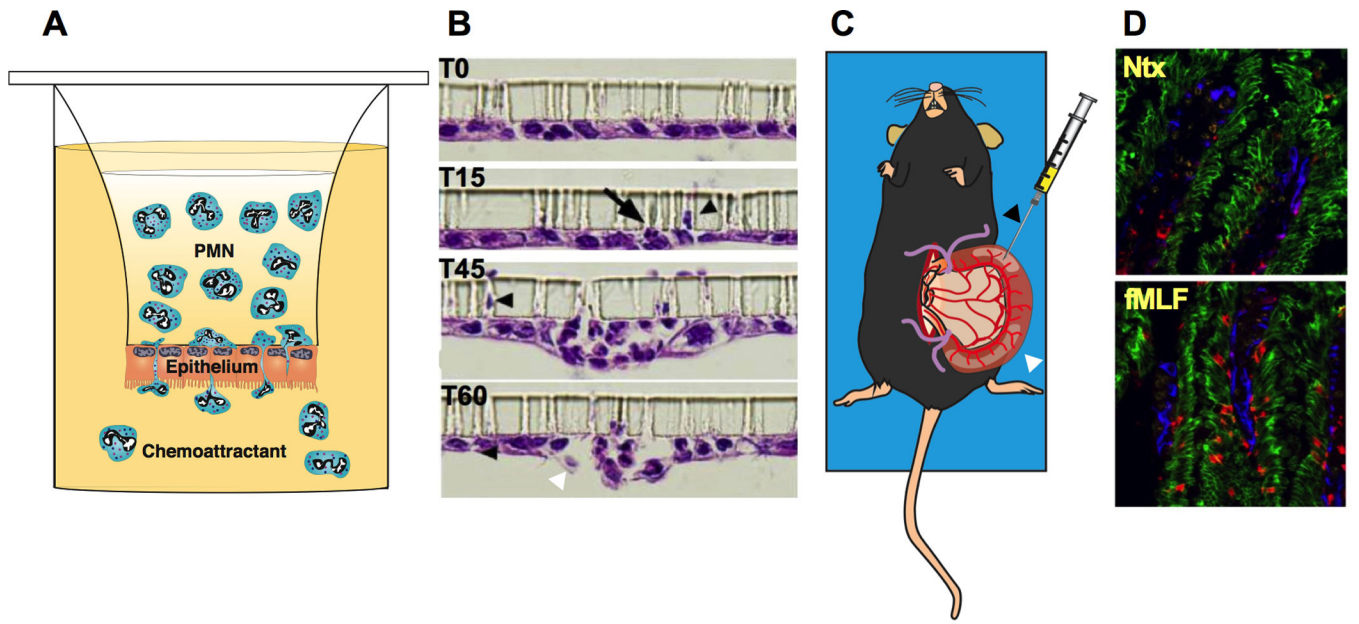 A
B
C
D
PMN
Epithelium
Chemoattractant
T0
T15
T45
T60
Ntx
fMLF